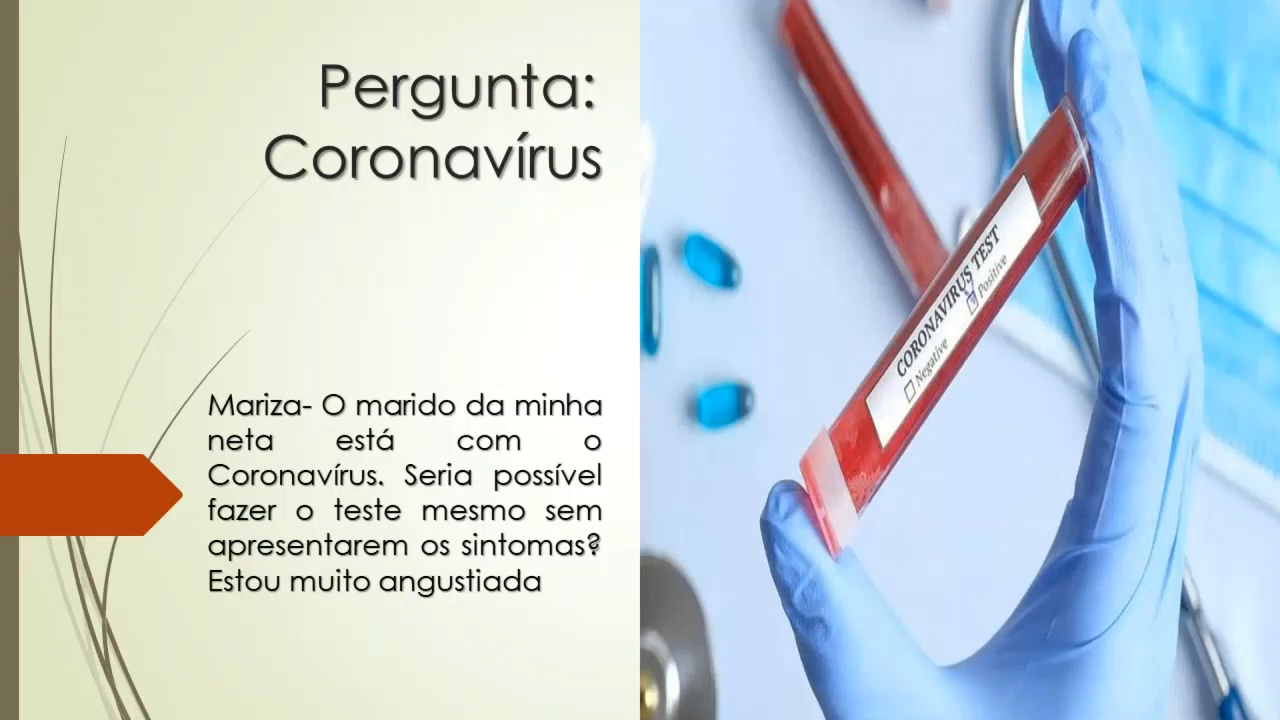 Pergunta:
Coronavírus
Mariza- O marido da minha
neta está com o
Coronavírus. Seria possível
fazer o teste mesmo sem
apresentarem os sintomas?
Estou muito angustiada
CORONAVIRUS TEST
Negative
Positive